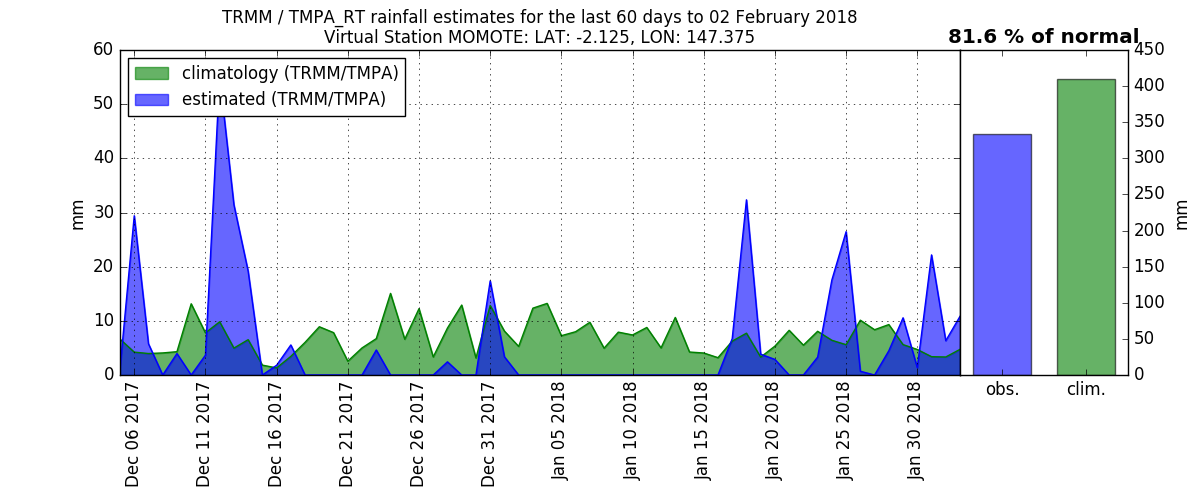 TRMM / TMPA_RT rainfall estimates for the last 60 days to 02 February 2018
Virtual Station MOMOTE: LAT: -2.125, LON: 147.375
81.6 % of normal
climatology (TRMM/TMPA)
estimated (TRMM/TMPA)
60
50
40
30
20
10
0
mm
Dec 06 2017
Dec 11 2017
Dec 16 2017
Dec 21 2017
Dec 26 2017
Dec 31 2017
Jan 05 2018
Jan 10 2018
Jan 15 2018
Jan 20 2018
Jan 25 2018
Jan 30 2018
obs.
clim.
450
400
350
300
250
200
150
100
50
0
mm